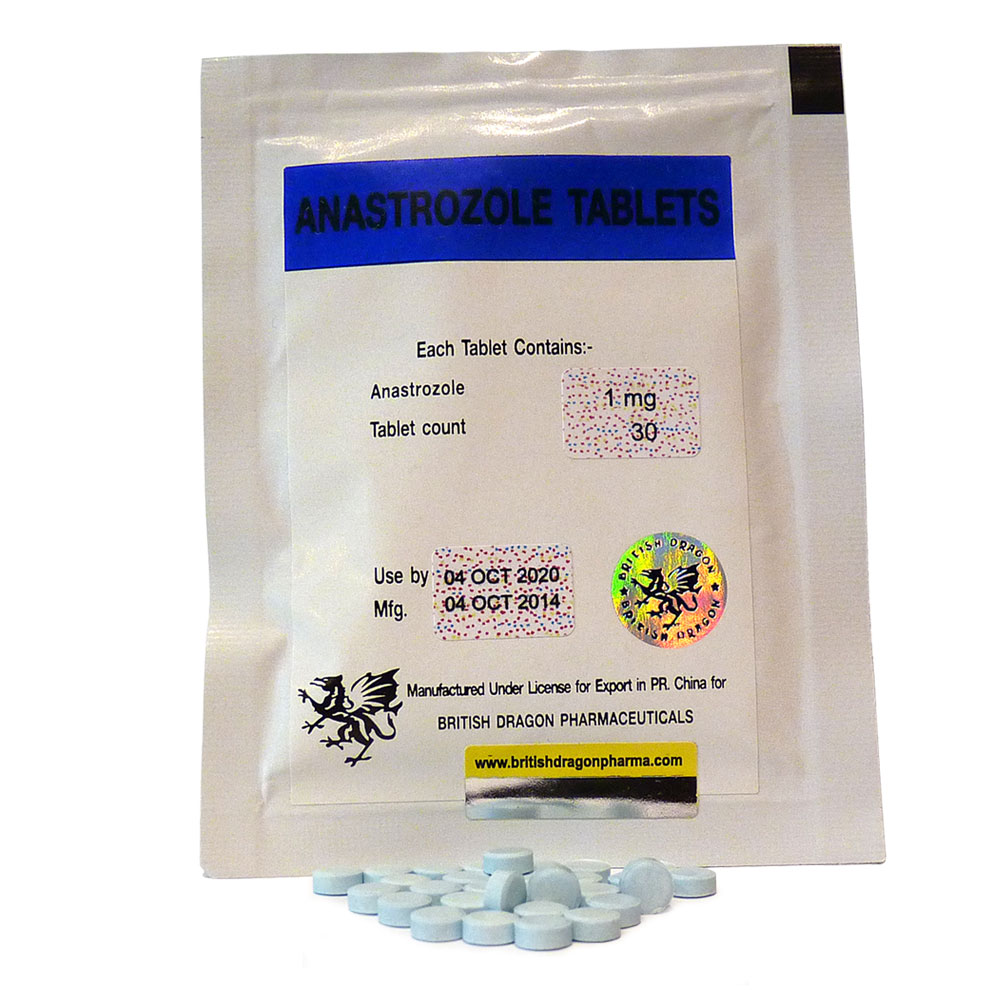 ANASTROZOLE TABLETS
Each Tablet Contains:-
Anastrozole 1 mg
Tablet count 30
Use by 04 OCT 2020
Mfg. 04 OCT 2014
BRITISH DRAGON
BRITISH DRAGON
Manufactured Under License for Export in PR. China for
BRITISH DRAGON PHARMACEUTICALS
www.britishdragonpharma.com